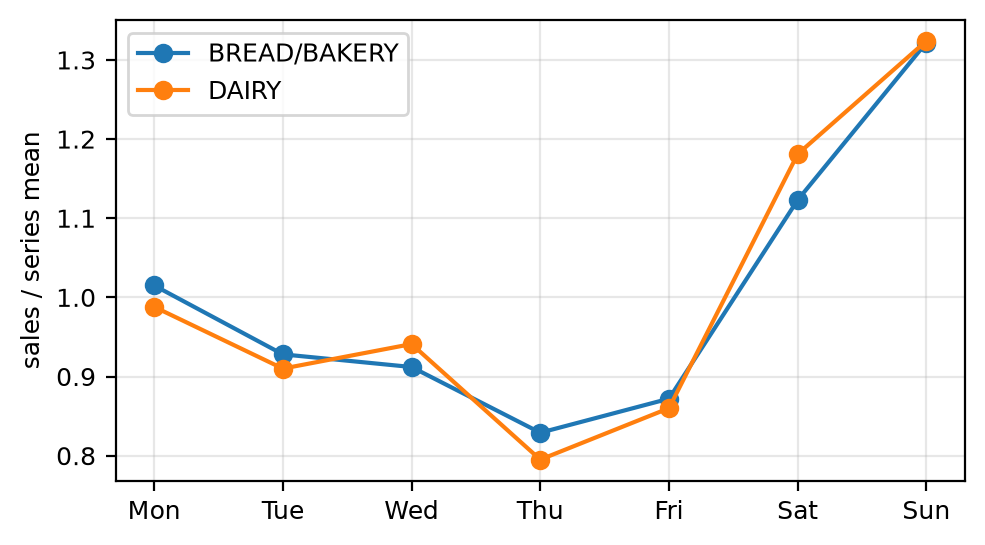 BREAD/BAKERY
DAIRY
sales / series mean
1.3
1.2
1.1
1.0
0.9
0.8
Mon Tue Wed Thu Fri Sat Sun